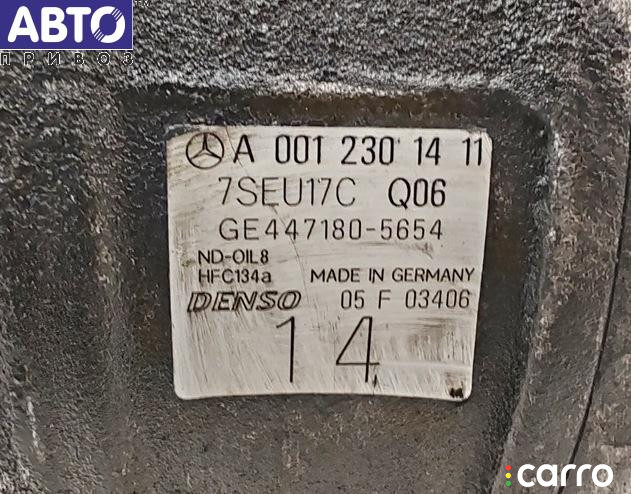 АВТО
ПРИВОЗ
A 001 230 14 11
7SEU17C Q06
GE447180-5654
ND-OIL8
HFC134a MADE IN GERMANY
DENSO 05 F 03406
14
carro